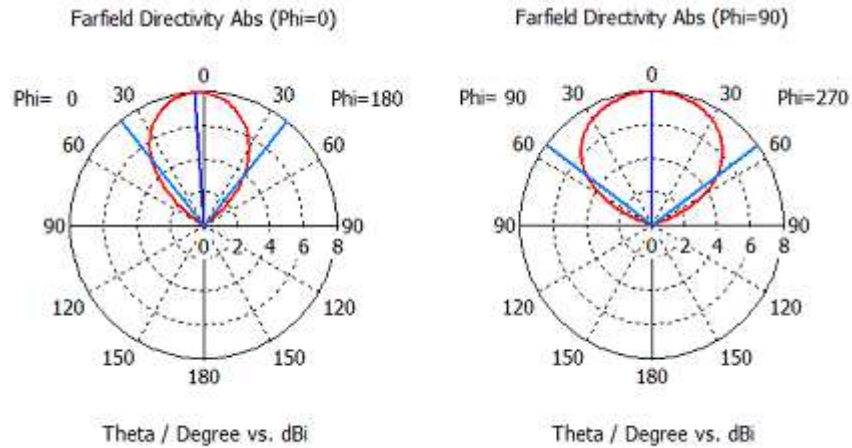 Farfield Directivity Abs (Phi=0)
0
Phi= 0 30 30 Phi=180
60 60
90 0 2 4 6 8 90
120 120
150 150
180
Theta / Degree vs. dBi
Farfield Directivity Abs (Phi=90)
0
Phi= 90 30 30 Phi=270
60 60
90 0 2 4 6 8 90
120 120
150 150
180
Theta / Degree vs. dBi